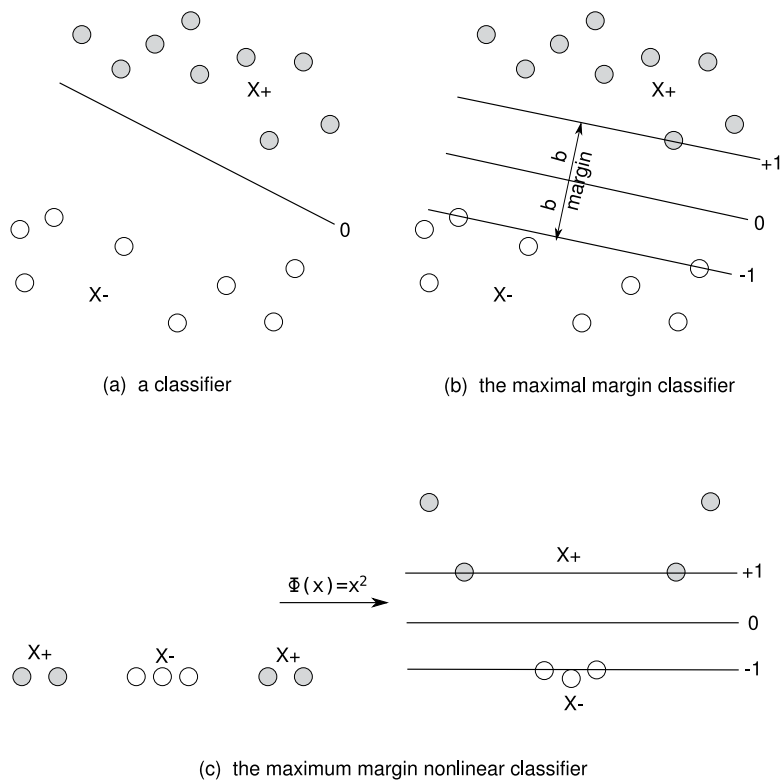 X+
0
X-
(a) a classifier
X+
+1
b
margin
0
b
-1
X-
(b) the maximal margin classifier
Φ(x)=x²
X+
X-
X+
X+
+1
0
-1
X-
(c) the maximum margin nonlinear classifier